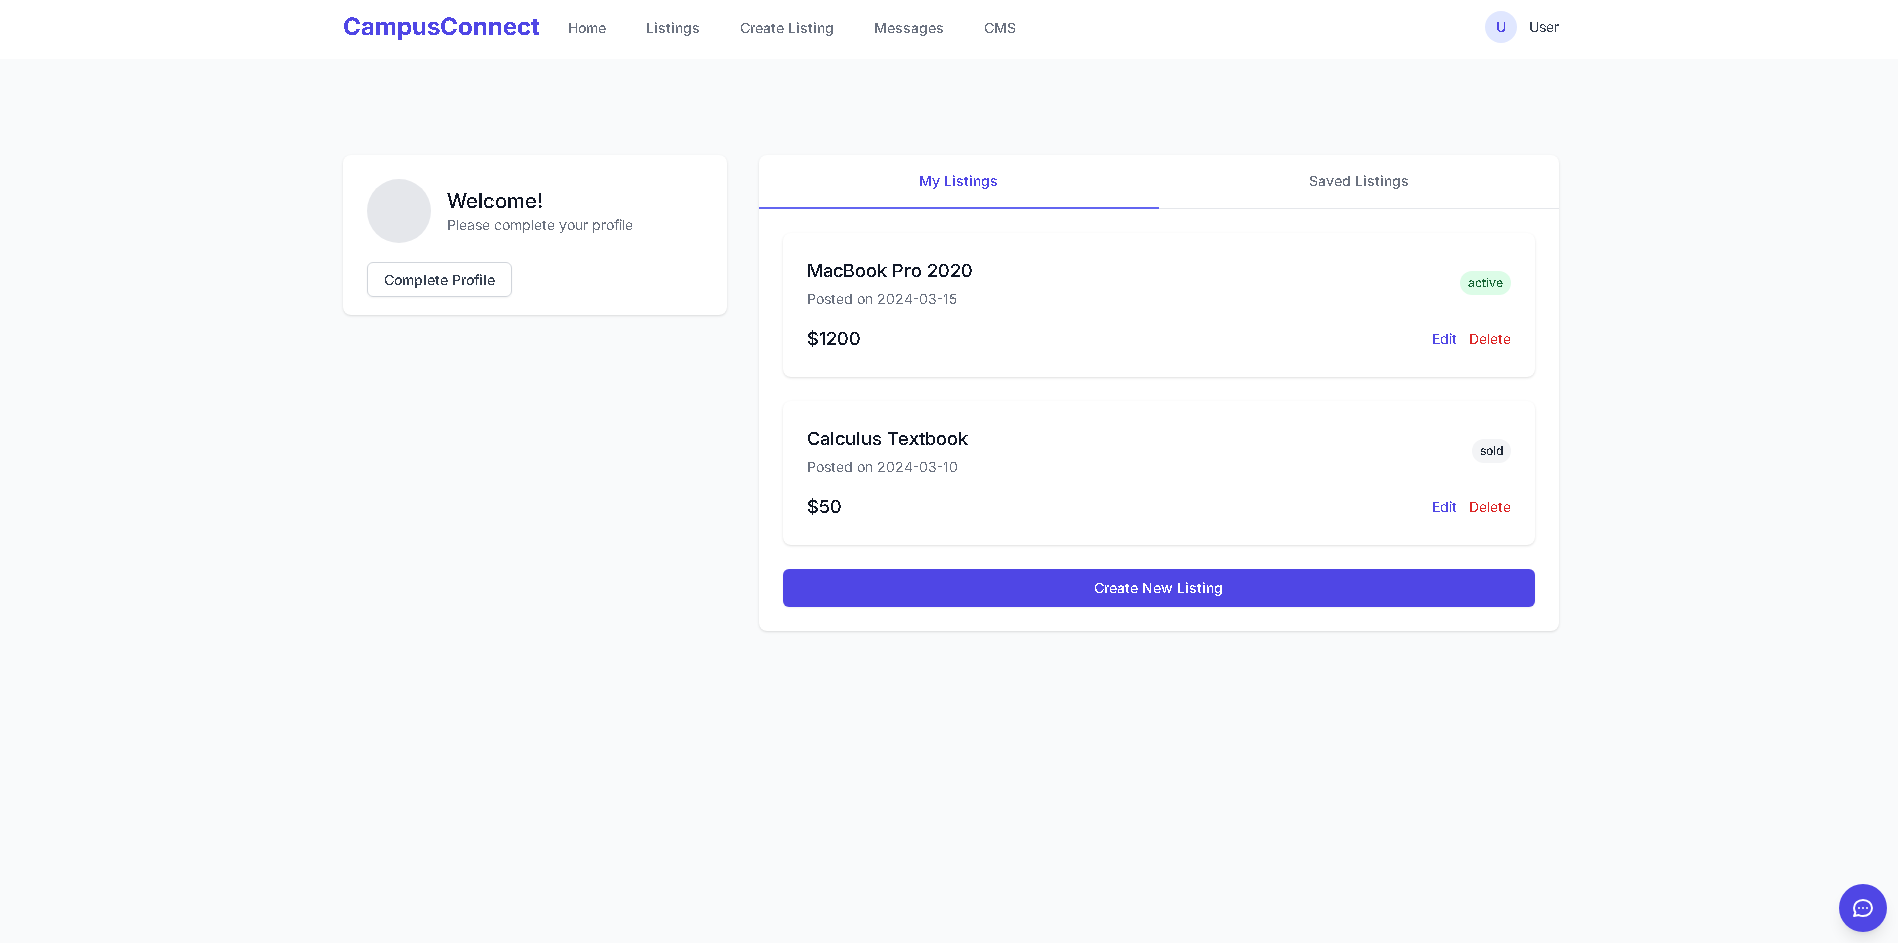 CampusConnect Home Listings Create Listing Messages CMS U User
Welcome!
Please complete your profile
Complete Profile
My Listings Saved Listings
MacBook Pro 2020
active
Posted on 2024-03-15
$1200
Edit Delete
Calculus Textbook
sold
Posted on 2024-03-10
$50
Edit Delete
Create New Listing